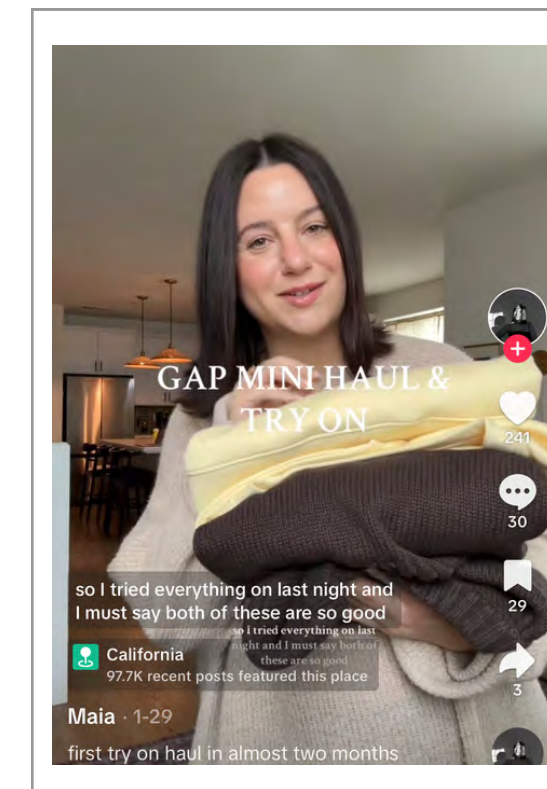 GAP MINI HAUL &
TRY ON
241
30
29
3
so I tried everything on last night and
I must say both of these are so good
so I tried everything on last
night and I must say both of
these are so good
California
97.7K recent posts featured this place
Maia · 1-29
first try on haul in almost two months